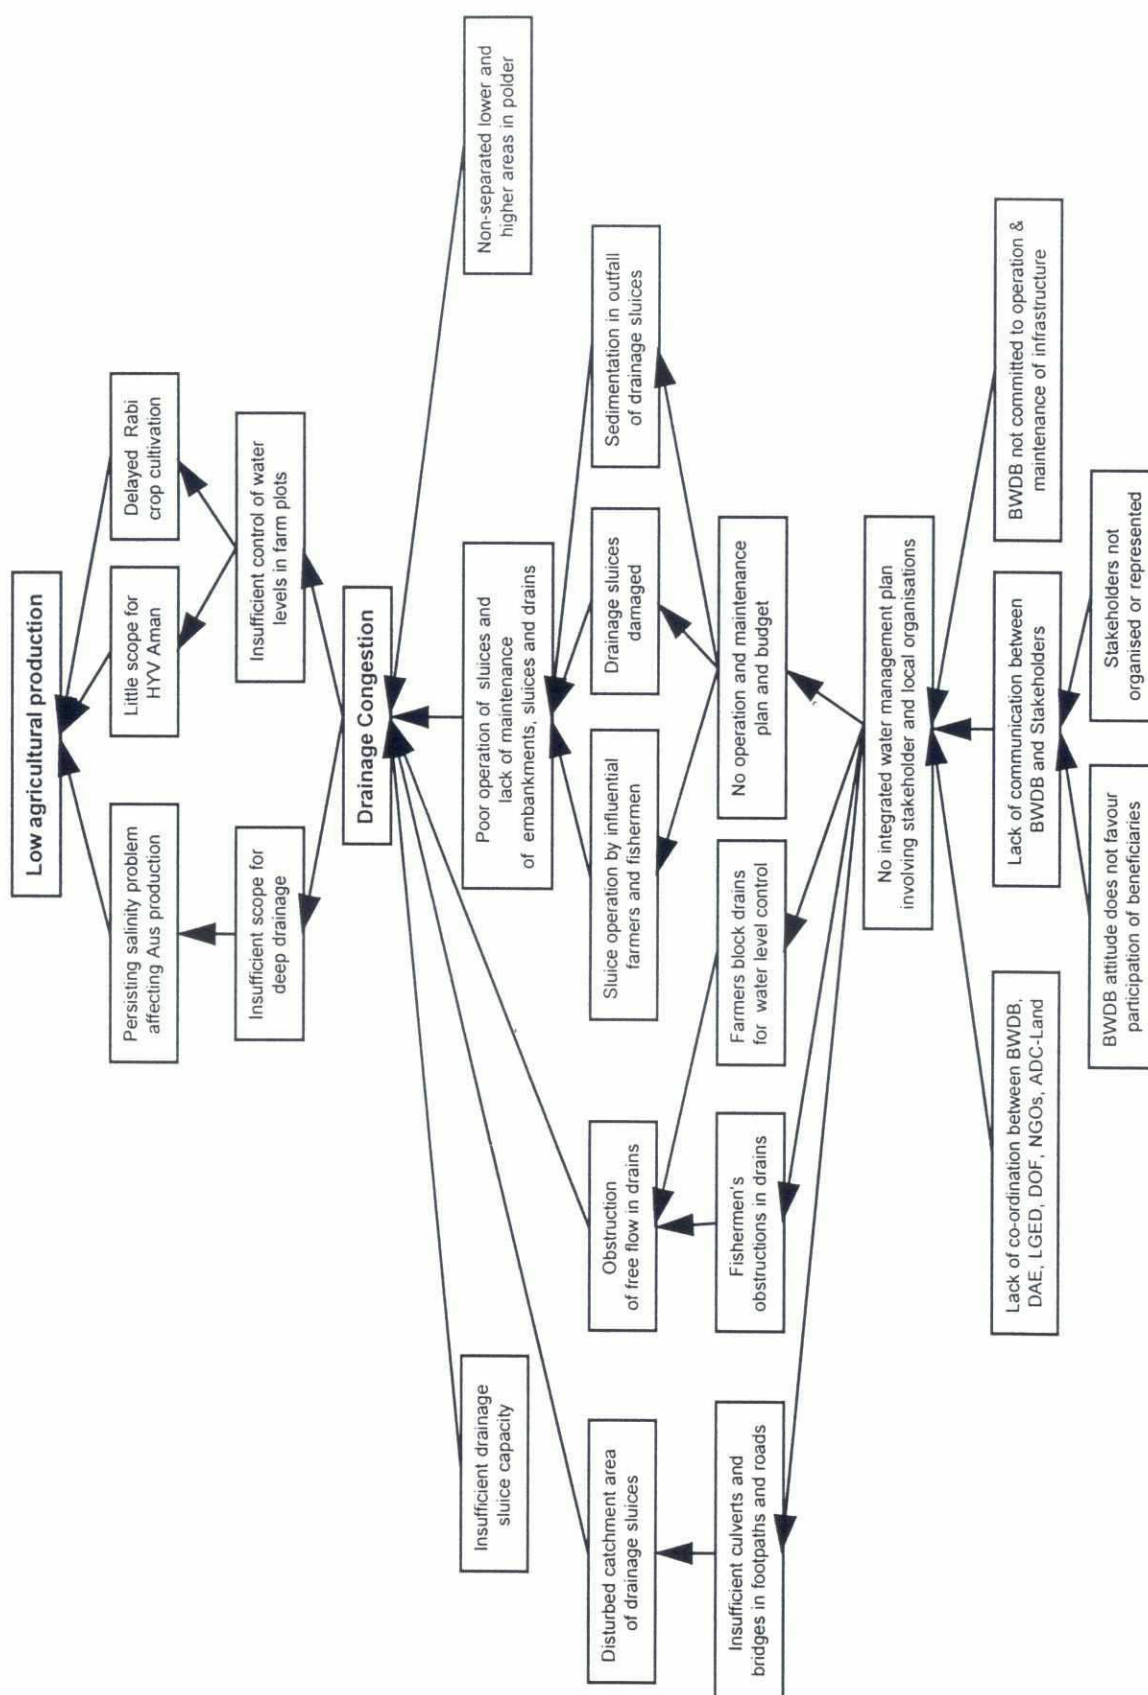 Low agricultural production
Persisting salinity problem
affecting Aus production
Little scope for
HYV Aman
Delayed Rabi
crop cultivation
Insufficient scope for
deep drainage
Insufficient control of water
levels in farm plots
Drainage Congestion
Insufficient drainage
sluice capacity
Poor operation of sluices and
lack of maintenance
of embankments, sluices and drains
Non-separated lower and
higher areas in polder
Disturbed catchment area
of drainage sluices
Obstruction
of free flow in drains
Sluice operation by influential
farmers and fishermen
Drainage sluices
damaged
Sedimentation in outfall
of drainage sluices
Insufficient culverts and
bridges in footpaths and roads
Fishermen's
obstructions in drains
Farmers block drains
for water level control
No operation and maintenance
plan and budget
No integrated water management plan
involving stakeholder and local organisations
Lack of co-ordination between BWDB,
DAE, LGED, DOF, NGOs, ADC-Land
Lack of communication between
BWDB and Stakeholders
BWDB not committed to operation &
maintenance of infrastructure
BWDB attitude does not favour
participation of beneficiaries
Stakeholders not
organised or represented